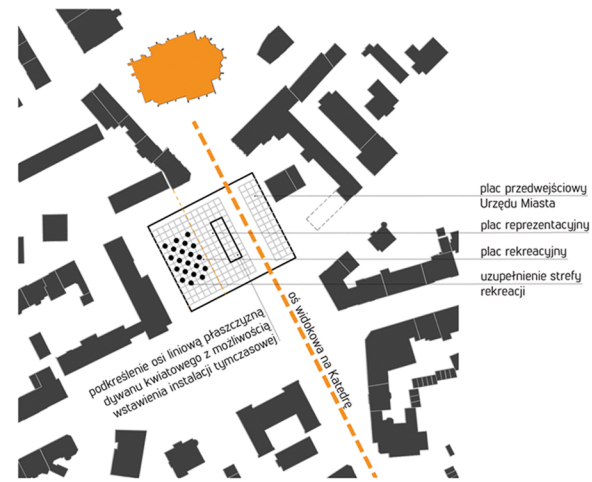 plac przedwejściowy
Urzędu Miasta
plac reprezentacyjny
plac rekreacyjny
uzupełnienie strefy
rekreacji
podkreślenie osi liniową płaszczyzną
dywanu kwiatowego z możliwością
wstawienia instalacji tymczasowej
oś widokowa na Katedrę